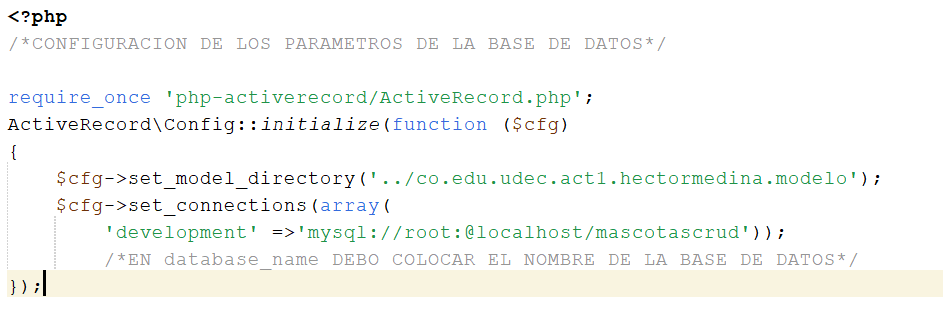 <?php
/*CONFIGURACION DE LOS PARAMETROS DE LA BASE DE DATOS*/
require_once 'php-activerecord/ActiveRecord.php';
ActiveRecord\Config::initialize(function ($cfg)
{
$cfg->set_model_directory('../co.edu.udec.act1.hectormedina.modelo');
$cfg->set_connections(array(
'development' =>'mysql://root:@localhost/mascotascrud'));
/*EN database_name DEBO COLOCAR EL NOMBRE DE LA BASE DE DATOS*/
});